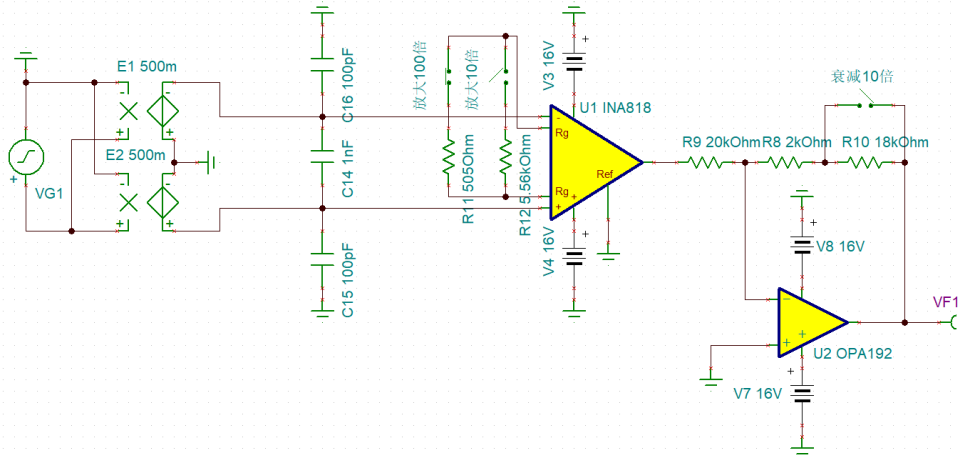 E1 500m
E2 500m
VG1
+
-
+
-
+
-
+
-
+
C16 100pF
C14 1nF
C15 100pF
放大100倍
放大10倍
R11 505Ohm
R12 5.56kOhm
V3 16V
+
U1 INA818
-
Rg
Rg
+
+
Ref
V4 16V
+
R9 20kOhm
R8 2kOhm
R10 18kOhm
衰减10倍
V8 16V
+
-
+
+
U2 OPA192
V7 16V
+
VF1